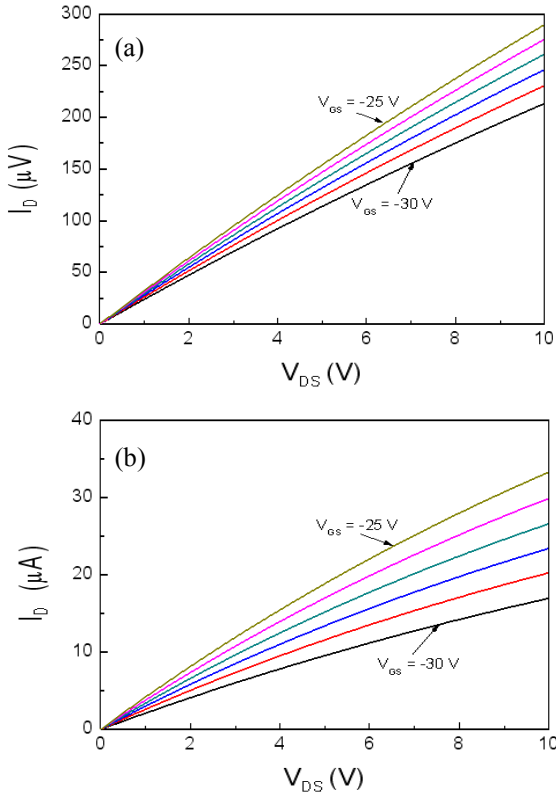 (a)
300
250
200
150
100
50
0
I_D (μV)
V_GS = -25 V
V_GS = -30 V
0 2 4 6 8 10
V_DS (V)
(b)
40
30
20
10
0
I_D (μA)
V_GS = -25 V
V_GS = -30 V
0 2 4 6 8 10
V_DS (V)